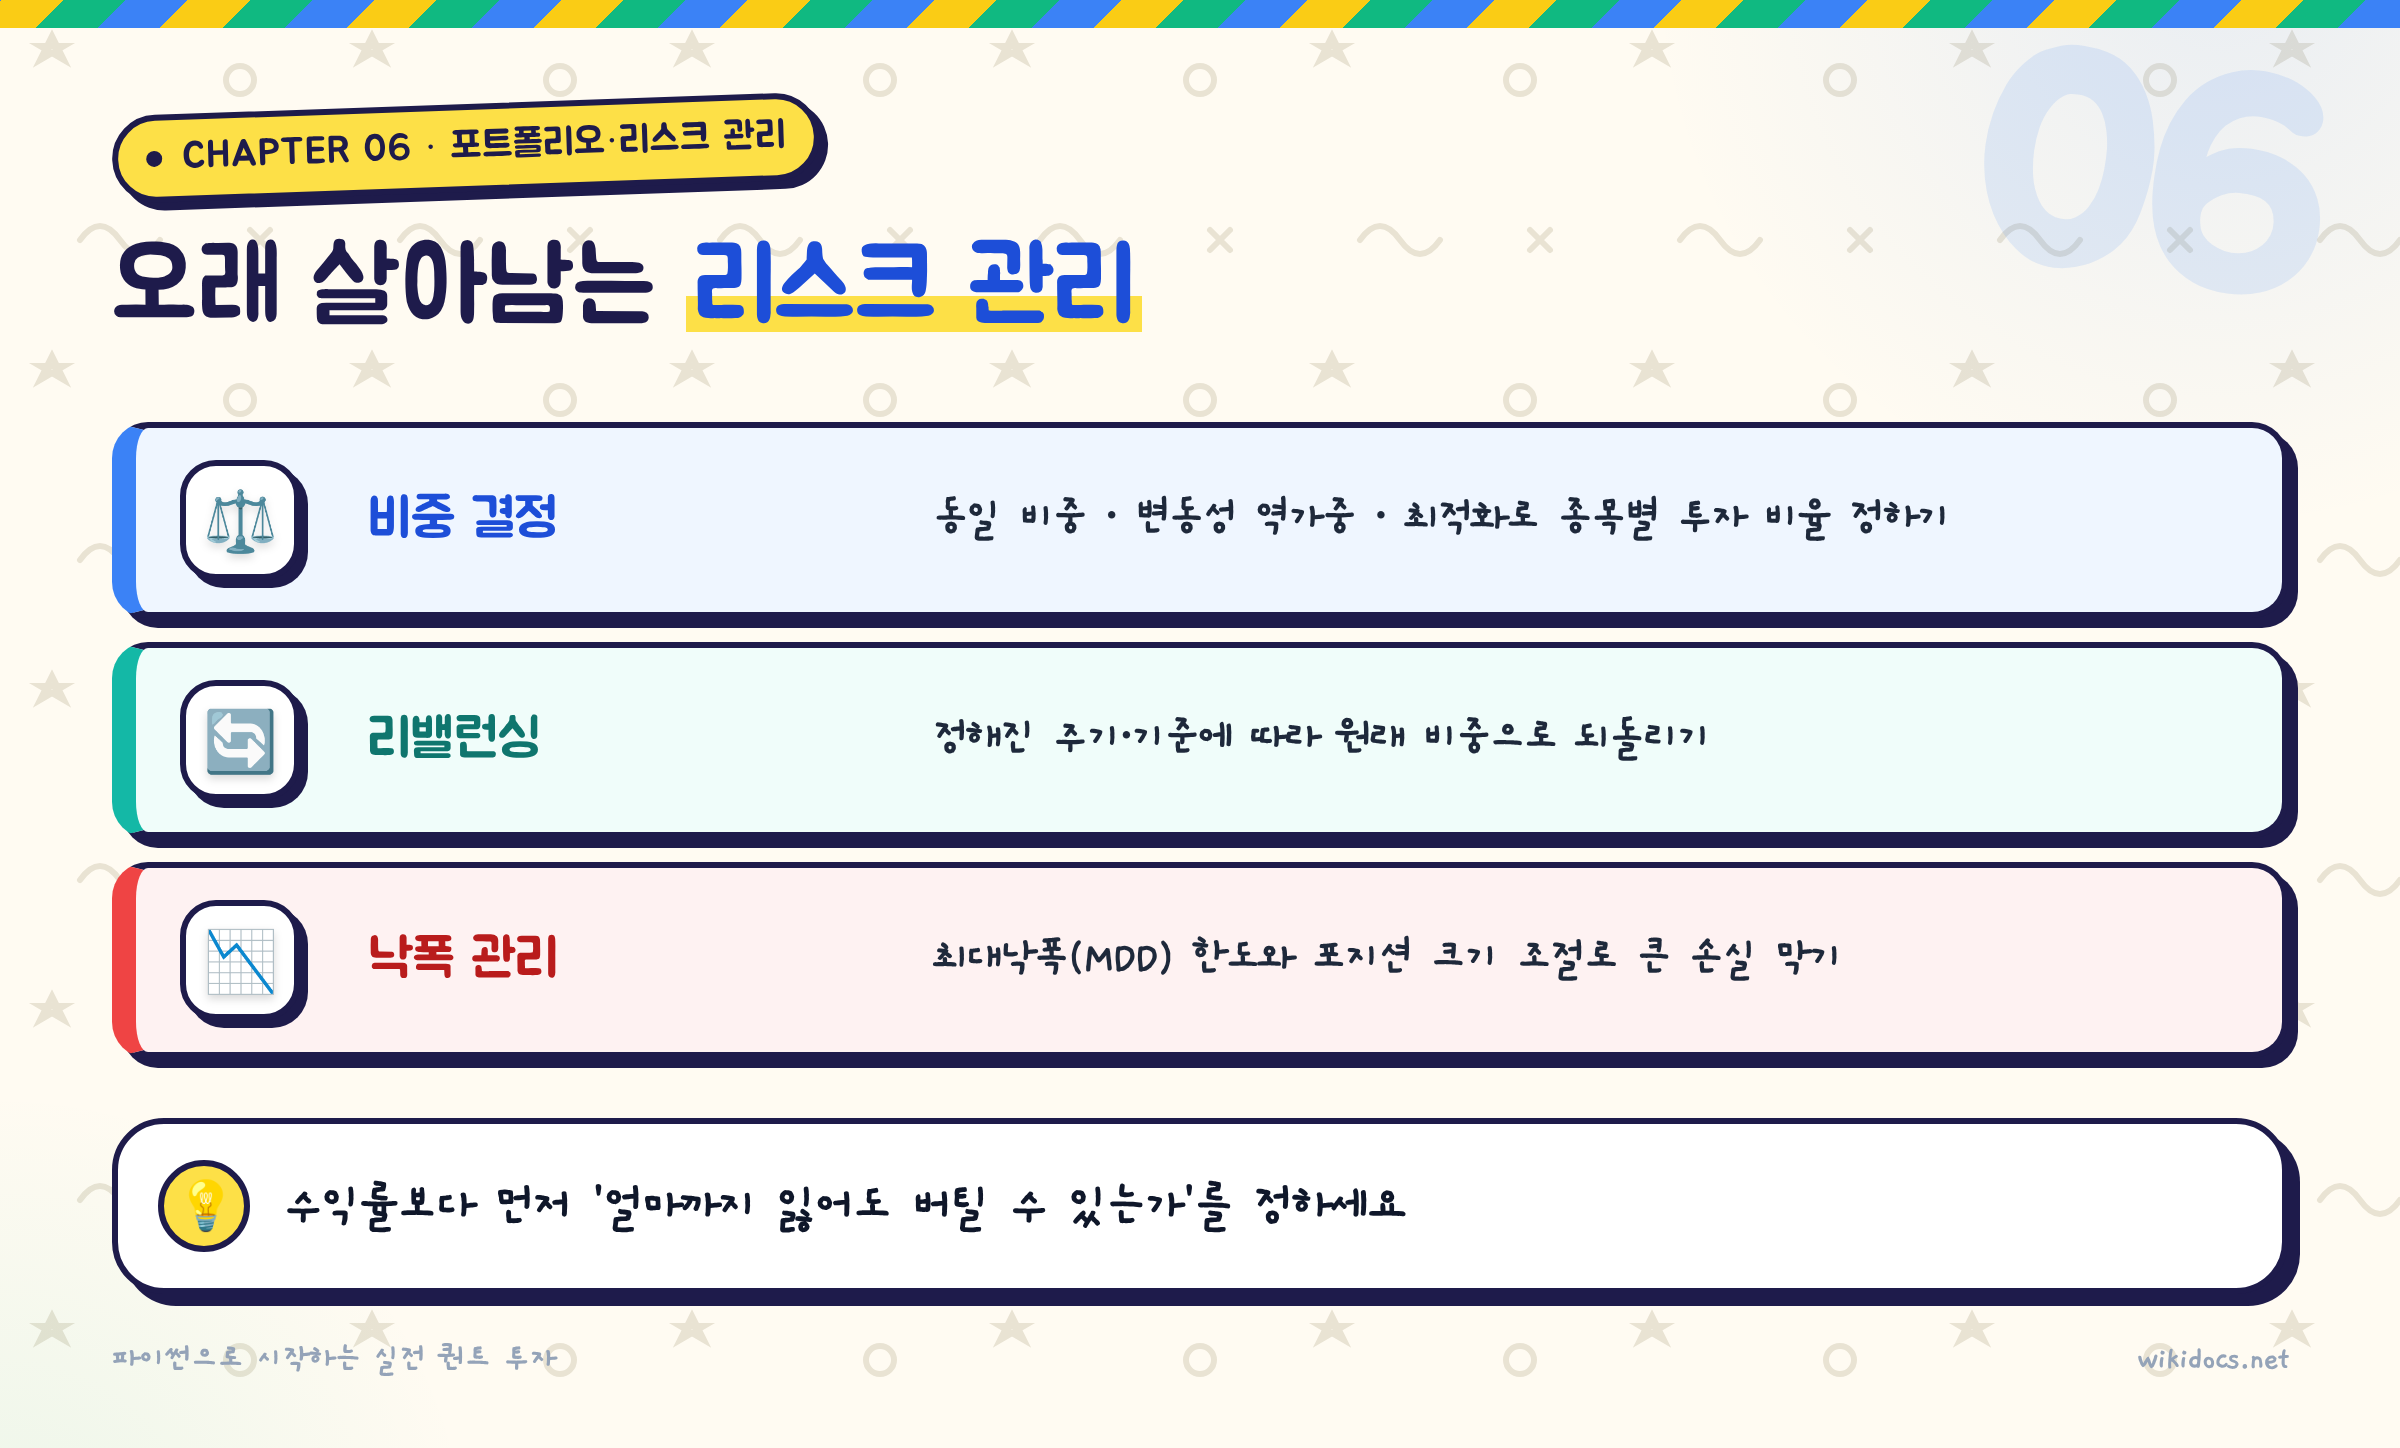 06
CHAPTER 06 · 포트폴리오·리스크 관리
오래 살아남는 리스크 관리
비중 결정
동일 비중 · 변동성 역가중 · 최적화로 종목별 투자 비율 정하기
리밸런싱
정해진 주기·기준에 따라 원래 비중으로 되돌리기
낙폭 관리
최대낙폭(MDD) 한도와 포지션 크기 조절로 큰 손실 막기
수익률보다 먼저 '얼마까지 잃어도 버틸 수 있는가'를 정하세요
파이썬으로 시작하는 실전 퀀트 투자
wikidocs.net